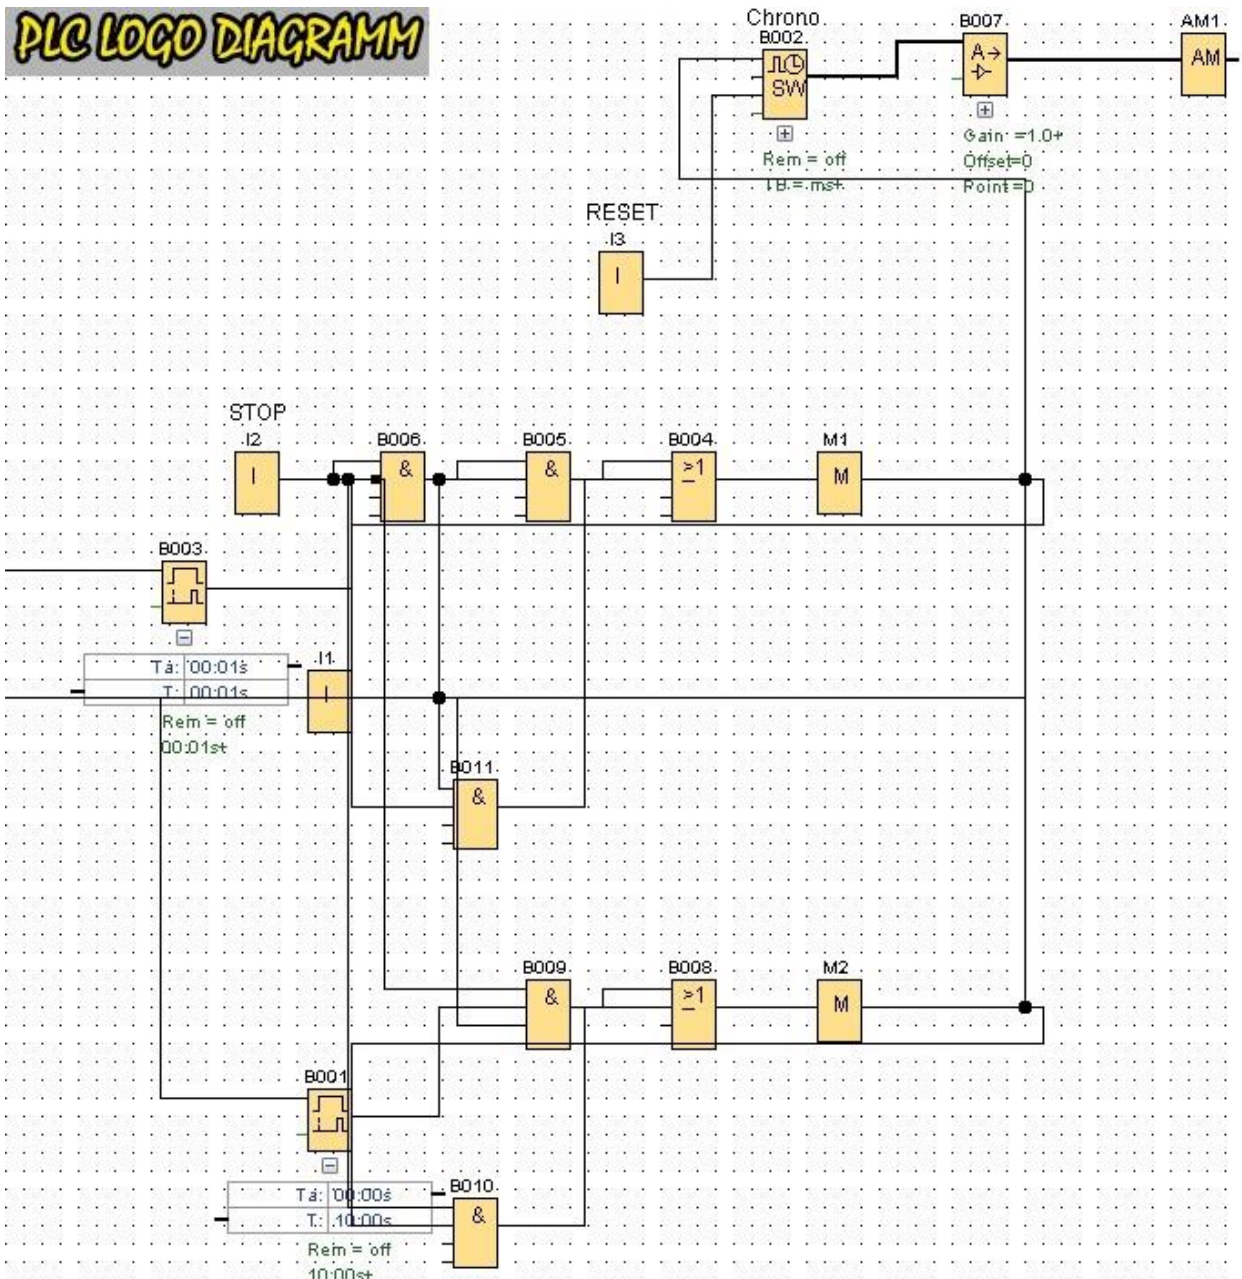 PLC LOGO DIAGRAMM
Chrono
B002
SW
Rem = off
TB = ms+
B007
A→
Gain =1.0+
Offset=0
Point=0
AM1
AM
RESET
I3
I
STOP
I2
I
B006
&
B005
&
B004
≥1
M1
M
B003
Ta: 00:01s
T: 00:01s
Rem = off
00:01s+
I1
I
B011
&
B009
&
B008
≥1
M2
M
B001
Ta: 00:00s
T: 10:00s
Rem = off
10:00s+
B010
&